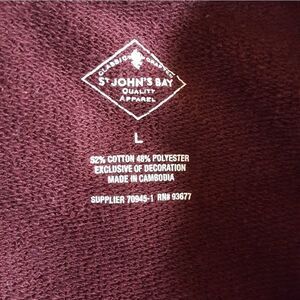 CLASSIC CRAFTED
ST. JOHN'S BAY
QUALITY
APPAREL
L
52% COTTON 48% POLYESTER
EXCLUSIVE OF DECORATION
MADE IN CAMBODIA
SUPPLIER 70945-1 RN# 93677